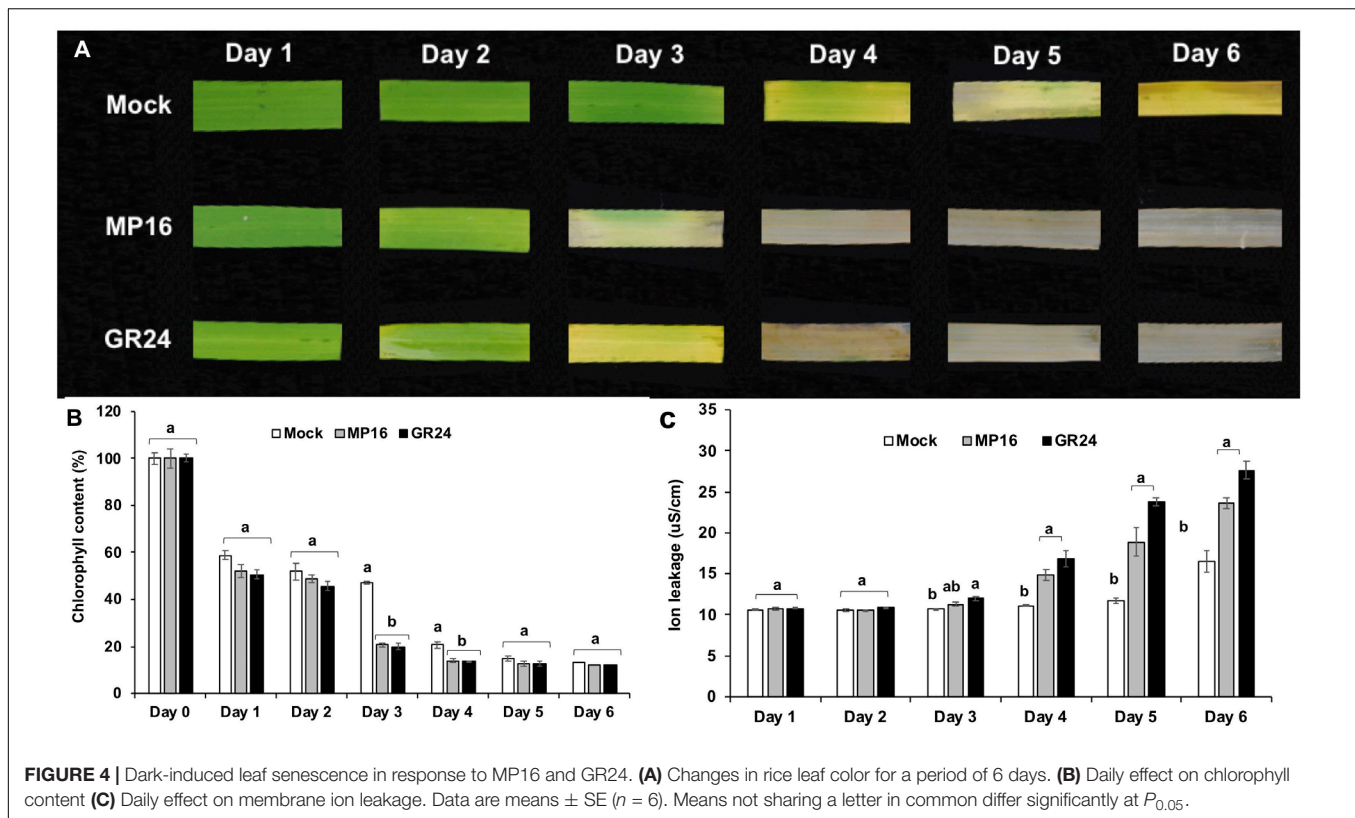 A
Day 1 Day 2 Day 3 Day 4 Day 5 Day 6
Mock
MP16
GR24
B
Mock MP16 GR24
Chlorophyll content (%)
120
100
80
60
40
20
0
a
a
a
b
a b
a
a
Day 0 Day 1 Day 2 Day 3 Day 4 Day 5 Day 6
C
Mock MP16 GR24
Ion leakage (uS/cm)
35
30
25
20
15
10
5
0
a
a
b ab a
b a
b a
b a
Day 1 Day 2 Day 3 Day 4 Day 5 Day 6
FIGURE 4 | Dark-induced leaf senescence in response to MP16 and GR24. (A) Changes in rice leaf color for a period of 6 days. (B) Daily effect on chlorophyll
content (C) Daily effect on membrane ion leakage. Data are means ± SE (n = 6). Means not sharing a letter in common differ significantly at P0.05.